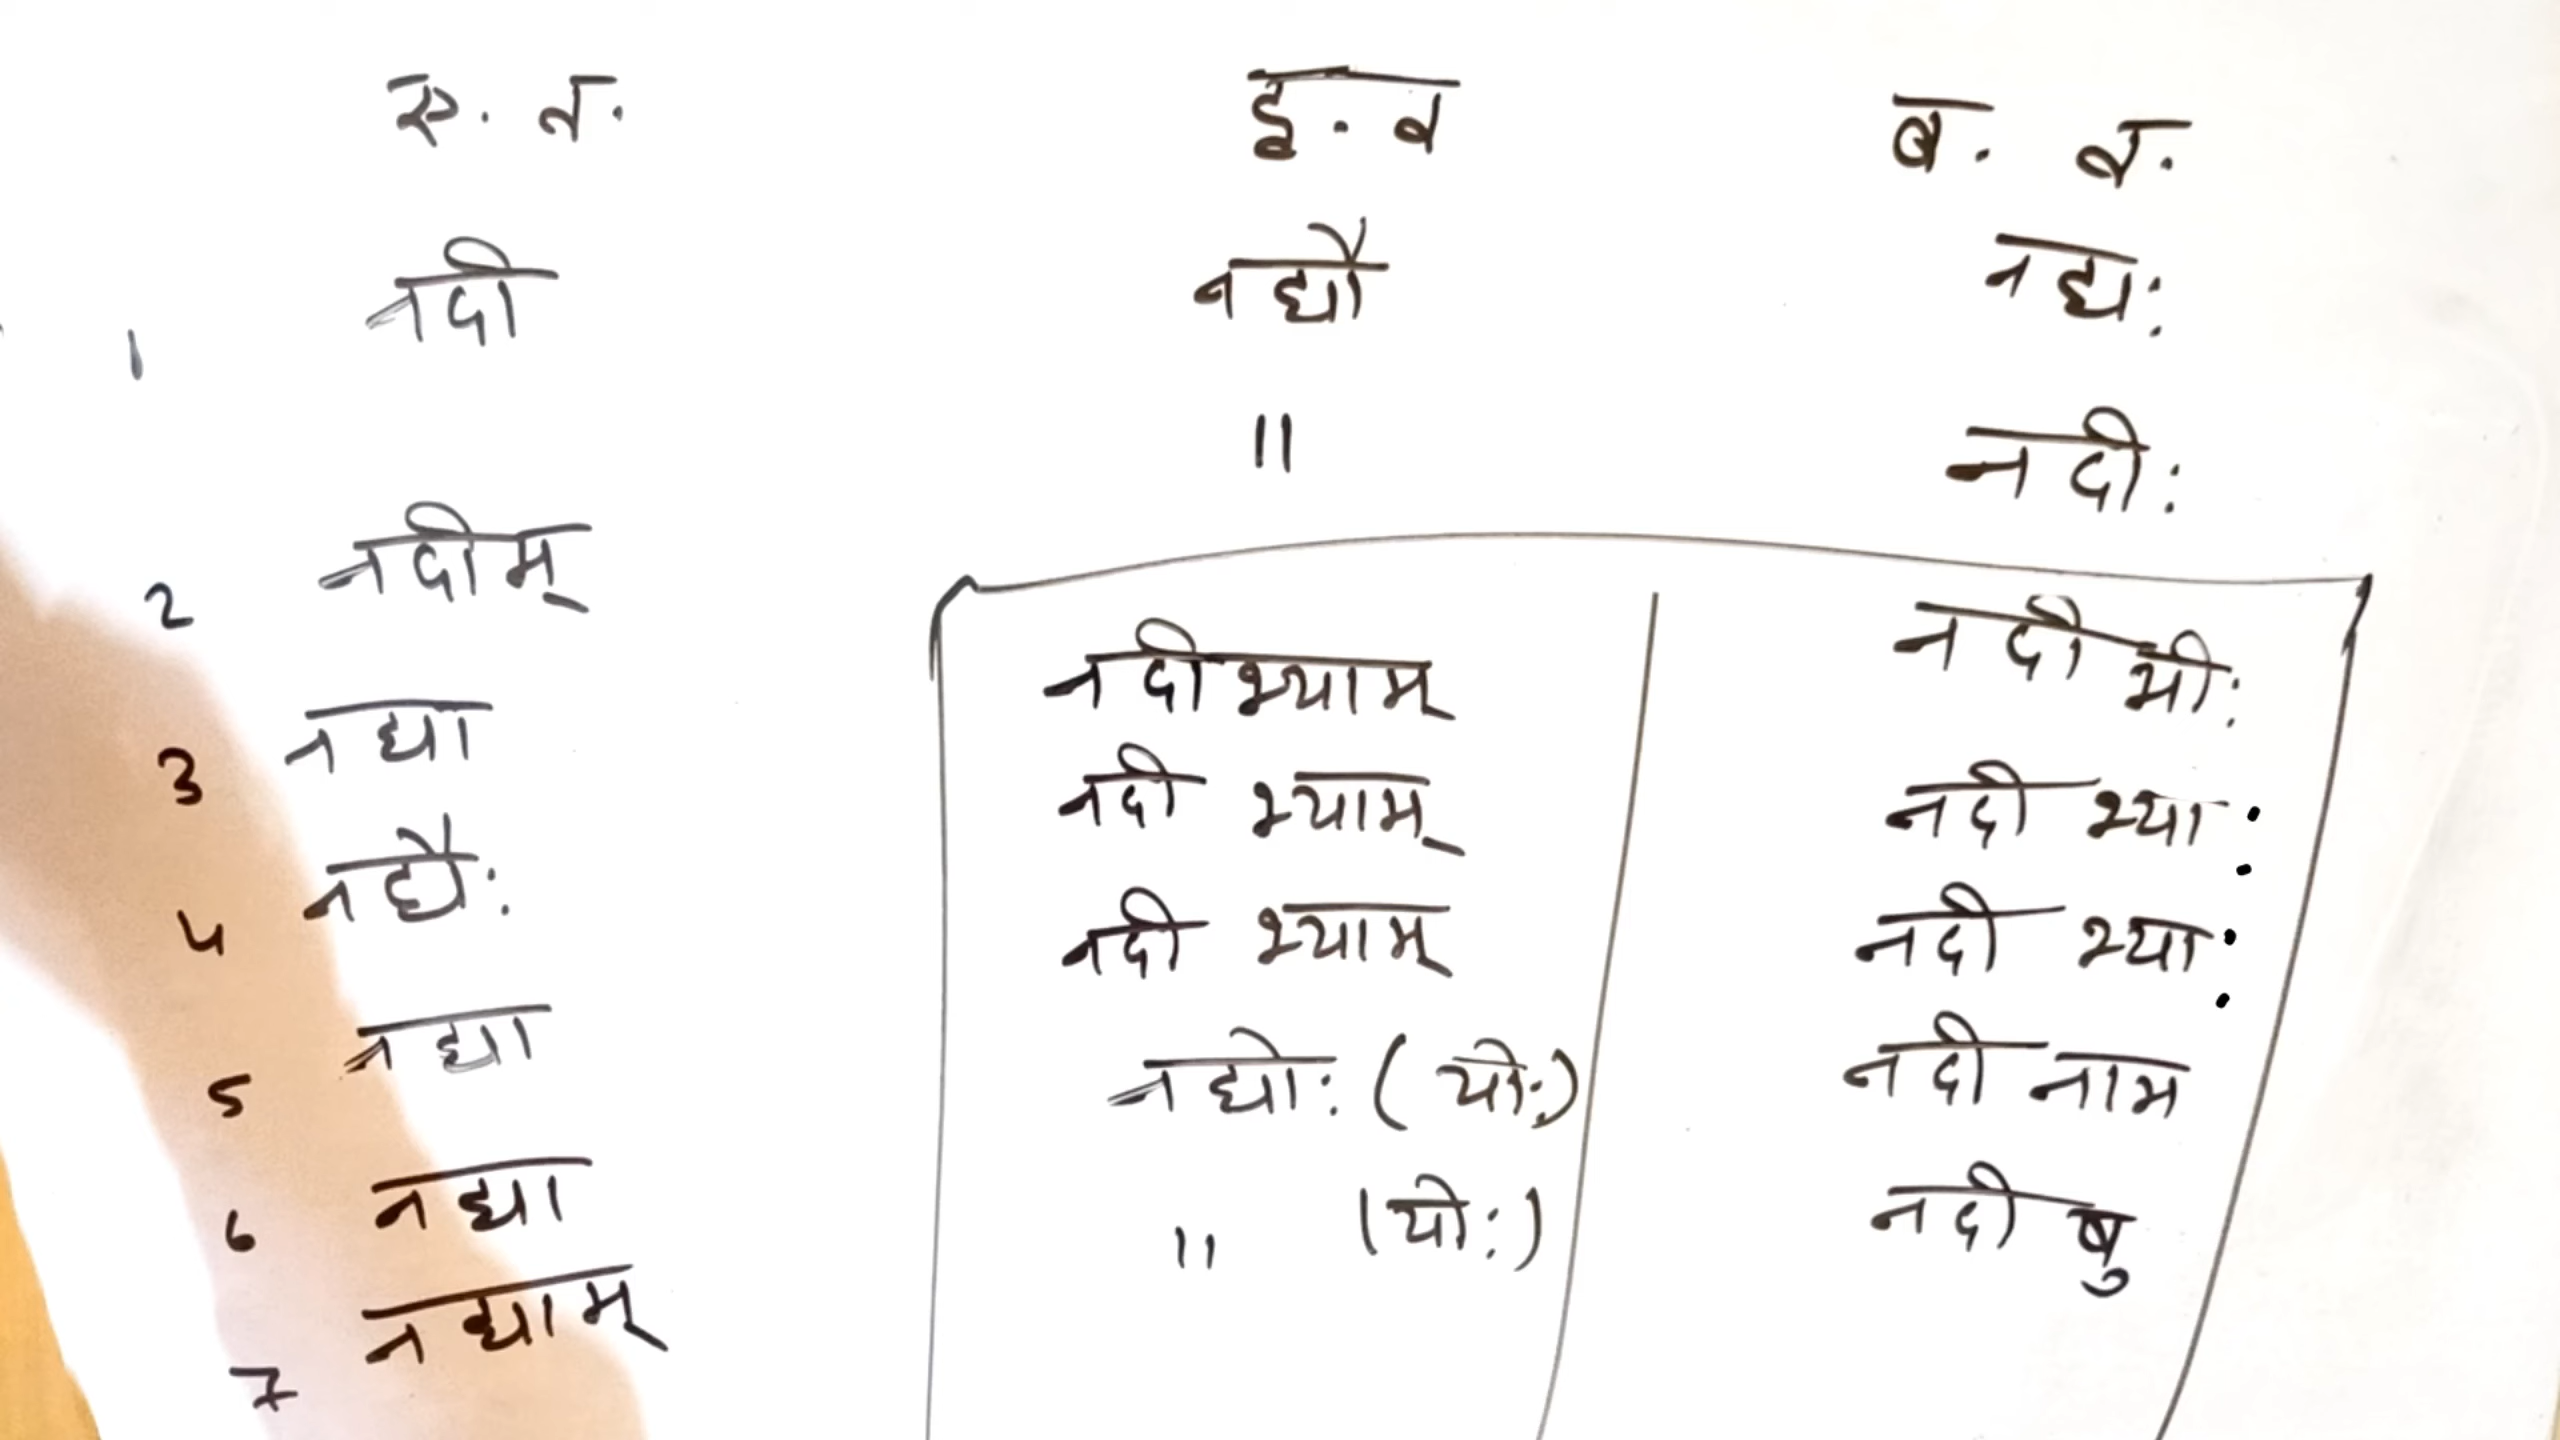 ए. व. द्व. व ब. व.
1 नदी नद्यौ नद्यः
2 नदीम् " नदीः
3 नद्या नदीभ्याम् नदीभीः
4 नद्यैः नदी भ्याम् नदी भ्याः
5 नद्या नदी भ्याम् नदी भ्याः
6 नद्या नद्योः (योः) नदी नाम
7 नद्याम् " (योः) नदी षु